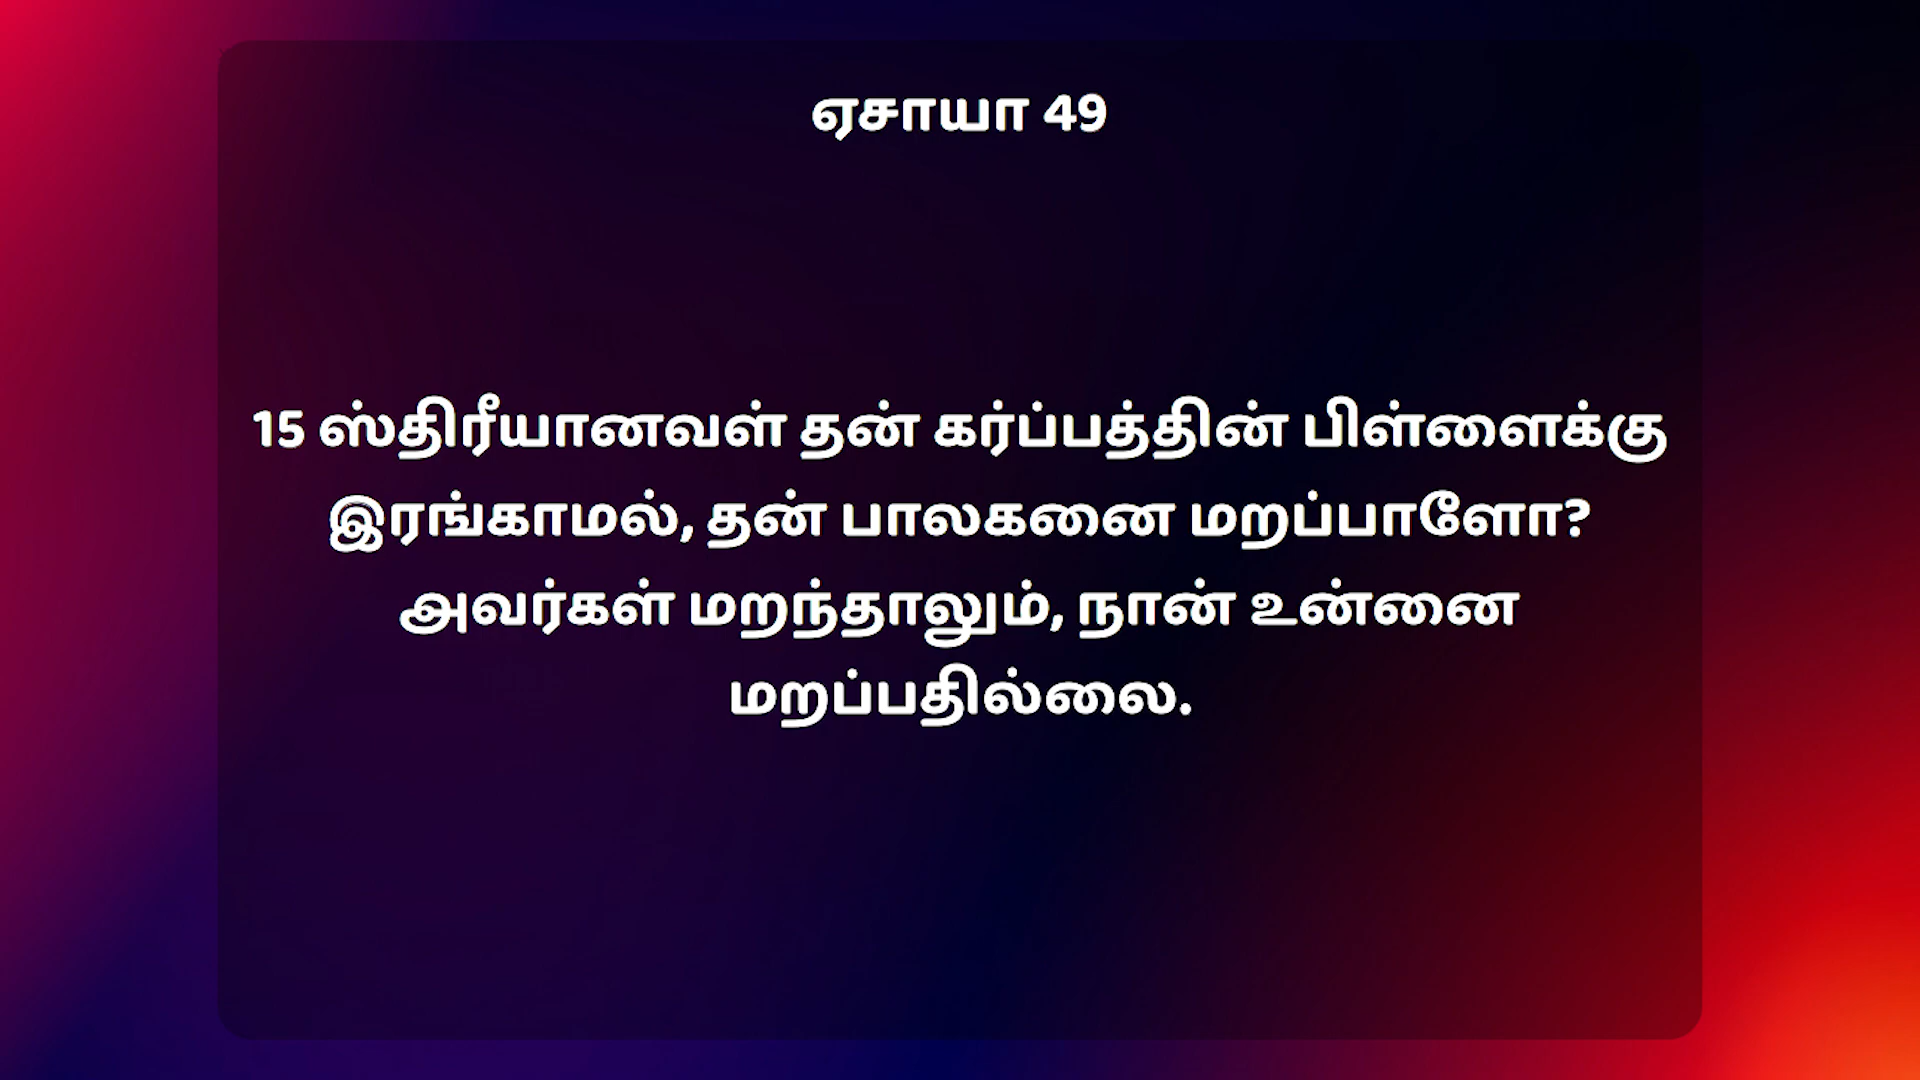 ஏசாயா 49
15 ஸ்திரீயானவள் தன் கர்ப்பத்தின் பிள்ளைக்கு
இரங்காமல், தன் பாலகனை மறப்பாளோ?
அவர்கள் மறந்தாலும், நான் உன்னை
மறப்பதில்லை.